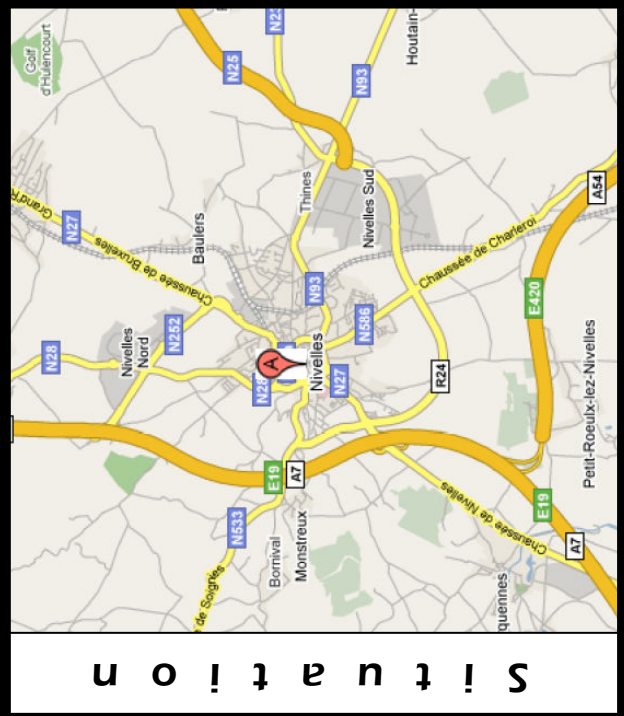 Golf
d'Hulencourt
N25
N93
Houtain-
N27
Chaussée de Bruxelles
Baulers
Thines
Nivelles Sud
A54
N28
Nivelles
Nord
N252
N93
N586
Chaussée de Charleroi
E420
A
Nivelles
N27
R24
Petit-Roeulx-lez-Nivelles
E19
A7
N533
Bornival
Monstreux
Chaussée de Nivelles
E19
A7
de Soignies
quennes
Situation